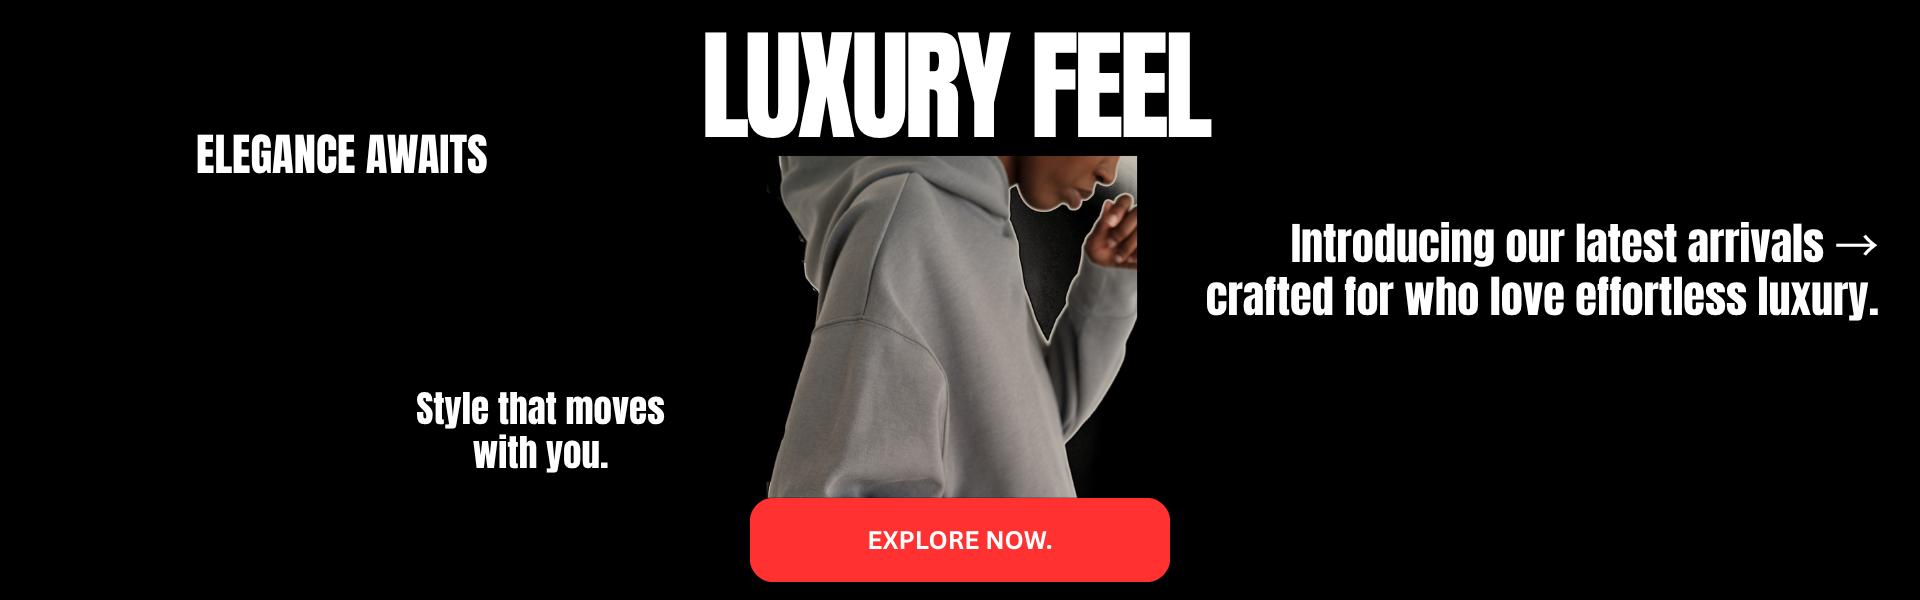 LUXURY FEEL
ELEGANCE AWAITS
Introducing our latest arrivals →
crafted for who love effortless luxury.
Style that moves
with you.
EXPLORE NOW.